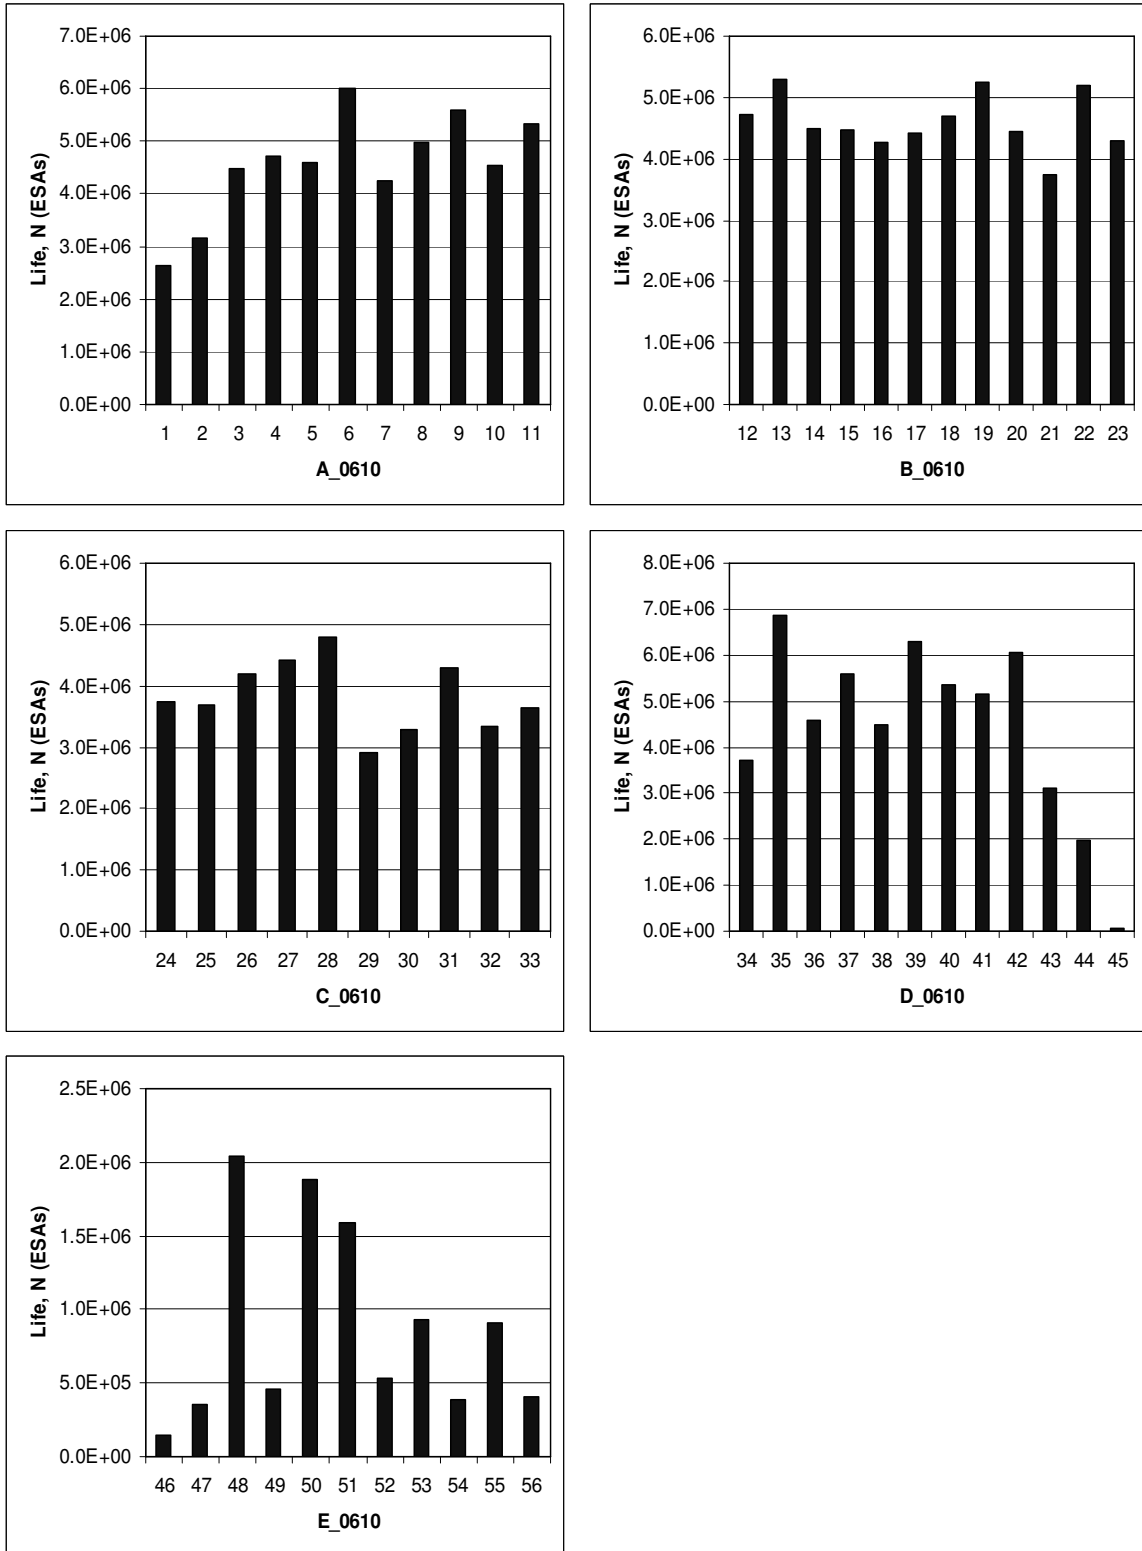 7.0E+06
6.0E+06
5.0E+06
4.0E+06
3.0E+06
2.0E+06
1.0E+06
0.0E+00
Life, N (ESAs)
1 2 3 4 5 6 7 8 9 10 11
A_0610
6.0E+06
5.0E+06
4.0E+06
3.0E+06
2.0E+06
1.0E+06
0.0E+00
Life, N (ESAs)
12 13 14 15 16 17 18 19 20 21 22 23
B_0610
6.0E+06
5.0E+06
4.0E+06
3.0E+06
2.0E+06
1.0E+06
0.0E+00
Life, N (ESAs)
24 25 26 27 28 29 30 31 32 33
C_0610
8.0E+06
7.0E+06
6.0E+06
5.0E+06
4.0E+06
3.0E+06
2.0E+06
1.0E+06
0.0E+00
Life, N (ESAs)
34 35 36 37 38 39 40 41 42 43 44 45
D_0610
2.5E+06
2.0E+06
1.5E+06
1.0E+06
5.0E+05
0.0E+00
Life, N (ESAs)
46 47 48 49 50 51 52 53 54 55 56
E_0610